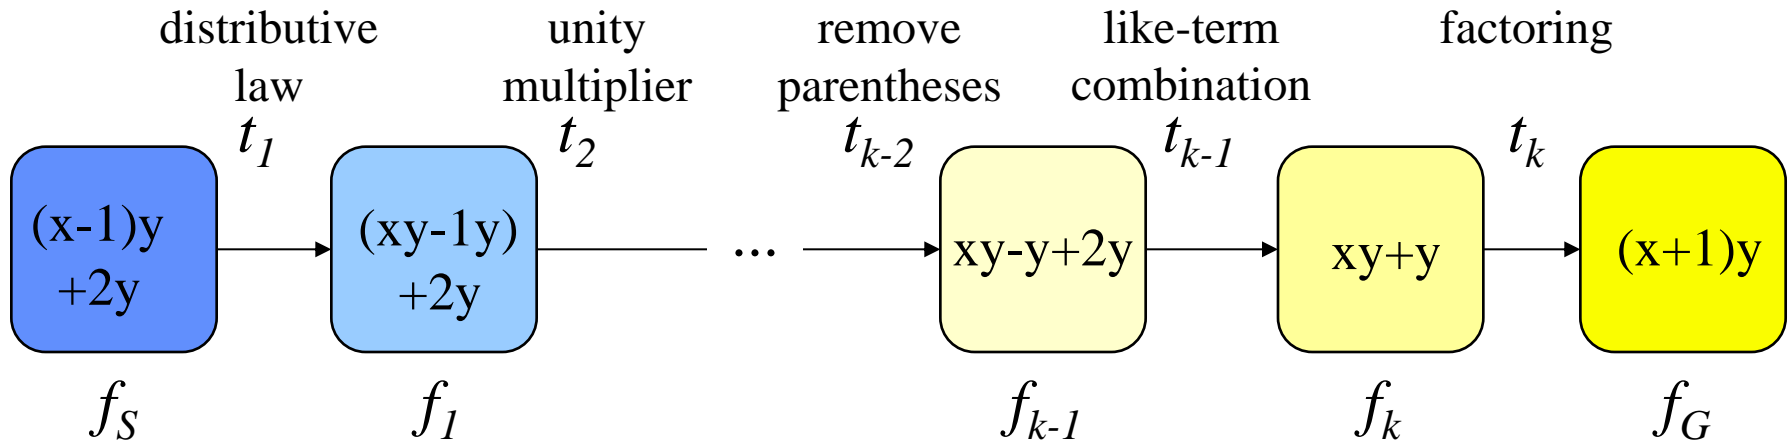 distributive
law
t1
unity
multiplier
t2
remove
parentheses
tk-2
like-term
combination
tk-1
factoring
tk
(x-1)y
+2y
(xy-1y)
+2y
...
xy-y+2y
xy+y
(x+1)y
fS
f1
fk-1
fk
fG